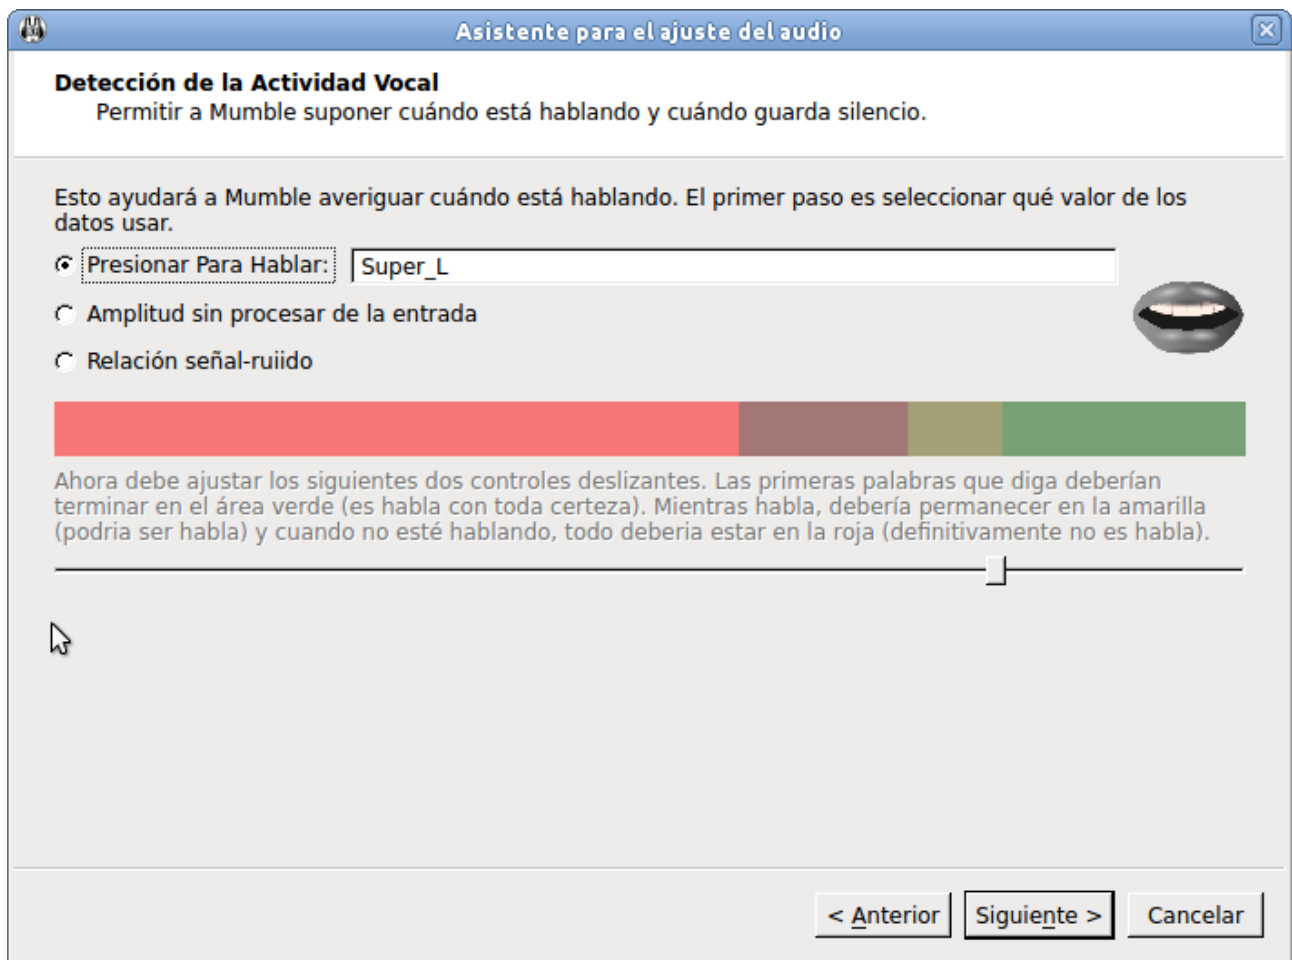 Asistente para el ajuste del audio
Detección de la Actividad Vocal
Permitir a Mumble suponer cuándo está hablando y cuándo guarda silencio.
Esto ayudará a Mumble averiguar cuándo está hablando. El primer paso es seleccionar qué valor de los
datos usar.
Presionar Para Hablar: Super_L
Amplitud sin procesar de la entrada
Relación señal-ruiido
Ahora debe ajustar los siguientes dos controles deslizantes. Las primeras palabras que diga deberían
terminar en el área verde (es habla con toda certeza). Mientras habla, debería permanecer en la amarilla
(podria ser habla) y cuando no esté hablando, todo deberia estar en la roja (definitivamente no es habla).
< Anterior Siguiente > Cancelar